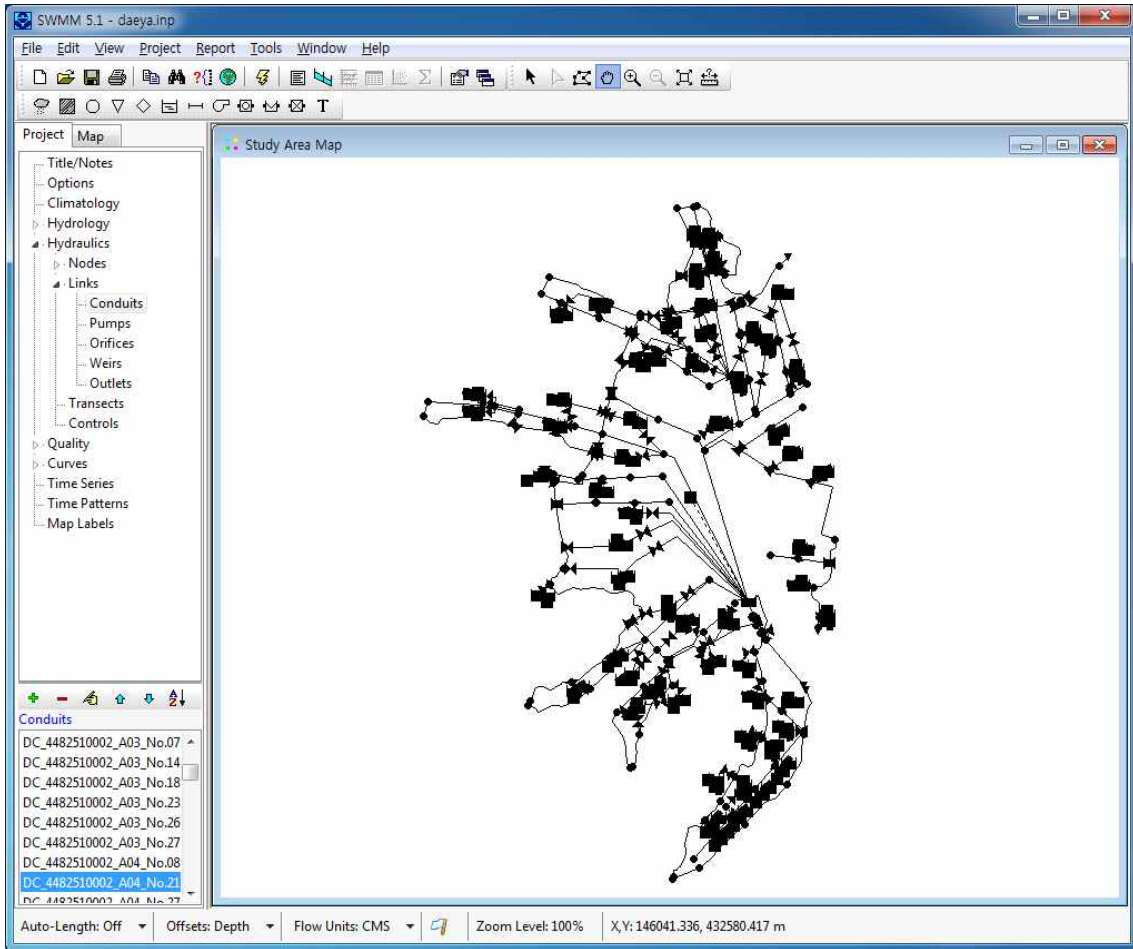 SWMM 5.1 - daeya.inp
File Edit View Project Report Tools Window Help
T
Project Map
Title/Notes
Options
Climatology
Hydrology
Hydraulics
Nodes
Links
Conduits
Pumps
Orifices
Weirs
Outlets
Transects
Controls
Quality
Curves
Time Series
Time Patterns
Map Labels
Conduits
DC_4482510002_A03_No.07
DC_4482510002_A03_No.14
DC_4482510002_A03_No.18
DC_4482510002_A03_No.23
DC_4482510002_A03_No.26
DC_4482510002_A03_No.27
DC_4482510002_A04_No.08
DC_4482510002_A04_No.21
DC_4482510002_A04_No.27
Study Area Map
Auto-Length: Off Offsets: Depth Flow Units: CMS Zoom Level: 100% X,Y: 146041.336, 432580.417 m